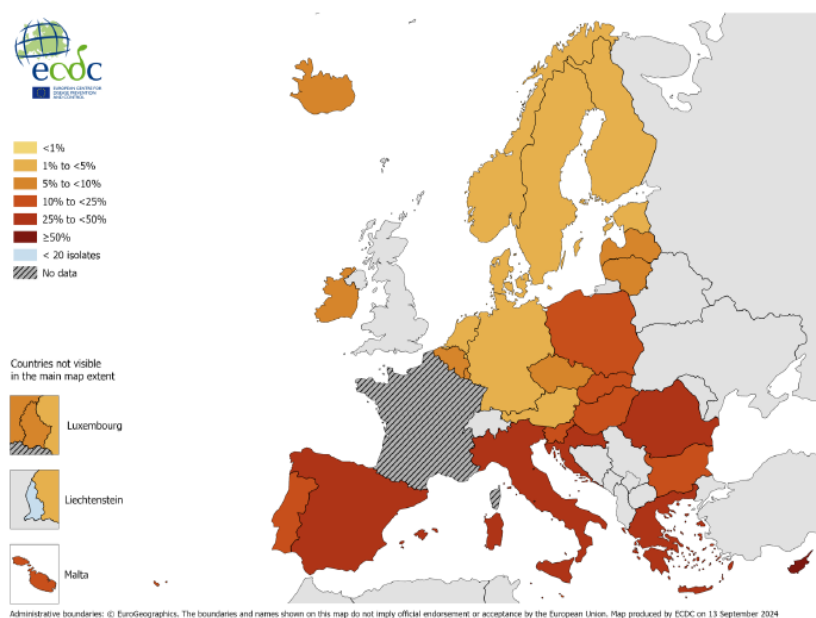 ecdc
EUROPEAN CENTRE FOR
DISEASE PREVENTION
AND CONTROL
<1%
1% to <5%
5% to <10%
10% to <25%
25% to <50%
≥50%
< 20 isolates
No data
Countries not visible
in the main map extent
Luxembourg
Liechtenstein
Malta
Administrative boundaries: © EuroGeographics. The boundaries and names shown on this map do not imply official endorsement or acceptance by the European Union. Map produced by ECDC on 13 September 2024